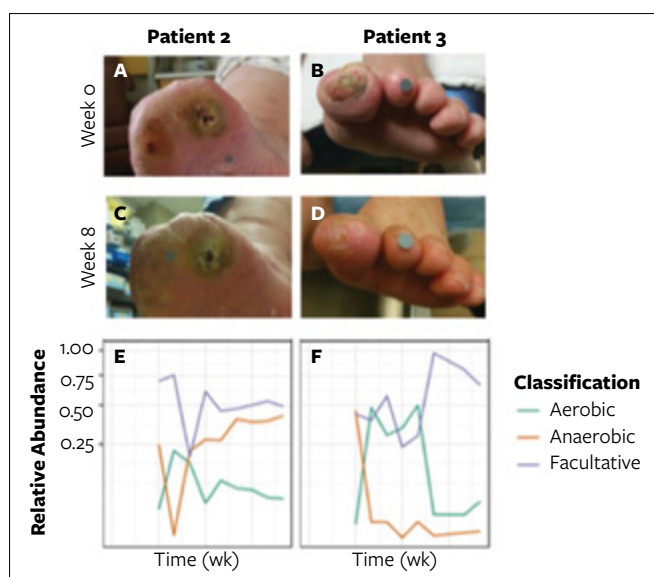 Patient 2
Patient 3
Week 0
A
B
Week 8
C
D
Relative Abundance
1.00
0.75
0.50
0.25
E
F
Classification
Aerobic
Anaerobic
Facultative
Time (wk)
Time (wk)